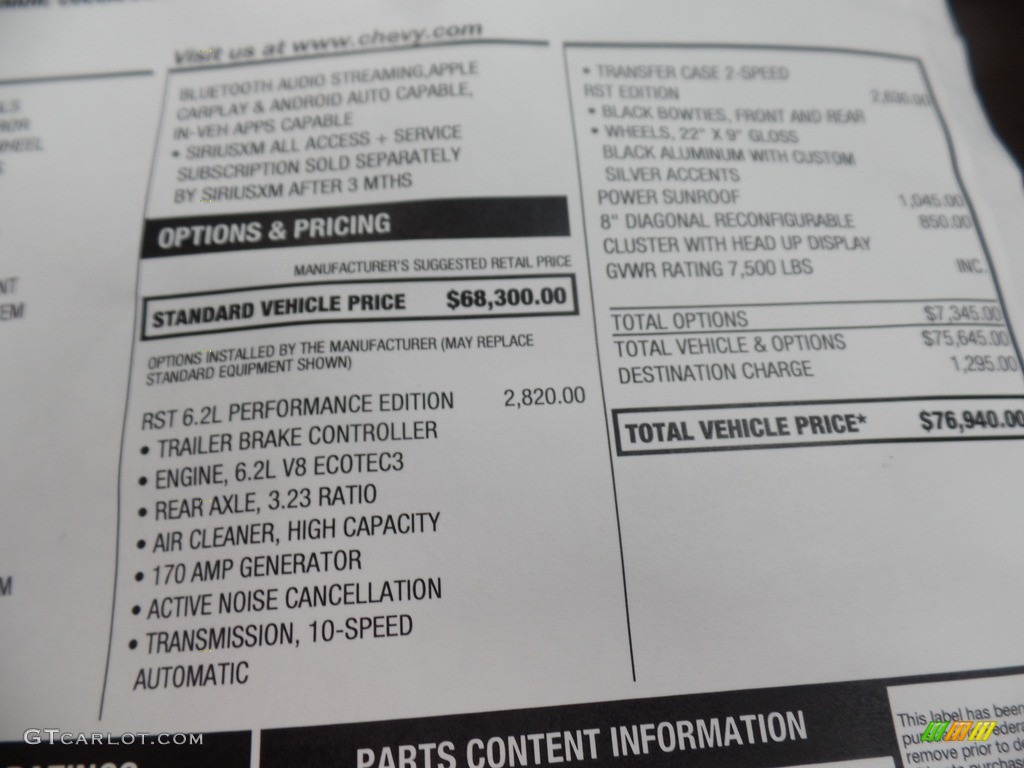 Visit us at www.chevy.com
BLUETOOTH AUDIO STREAMING, APPLE
CARPLAY & ANDROID AUTO CAPABLE,
IN-VEH APPS CAPABLE
• SIRIUSXM ALL ACCESS + SERVICE
SUBSCRIPTION SOLD SEPARATELY
BY SIRIUSXM AFTER 3 MTHS
OPTIONS & PRICING
MANUFACTURER'S SUGGESTED RETAIL PRICE
STANDARD VEHICLE PRICE $68,300.00
OPTIONS INSTALLED BY THE MANUFACTURER (MAY REPLACE
STANDARD EQUIPMENT SHOWN)
RST 6.2L PERFORMANCE EDITION 2,820.00
• TRAILER BRAKE CONTROLLER
• ENGINE, 6.2L V8 ECOTEC3
• REAR AXLE, 3.23 RATIO
• AIR CLEANER, HIGH CAPACITY
• 170 AMP GENERATOR
• ACTIVE NOISE CANCELLATION
• TRANSMISSION, 10-SPEED
AUTOMATIC
• TRANSFER CASE 2-SPEED
RST EDITION 2,630.00
• BLACK BOWTIES, FRONT AND REAR
• WHEELS, 22" X 9" GLOSS
BLACK ALUMINUM WITH CUSTOM
SILVER ACCENTS
POWER SUNROOF 1,045.00
8" DIAGONAL RECONFIGURABLE 850.00
CLUSTER WITH HEAD UP DISPLAY
GVWR RATING 7,500 LBS INC.
TOTAL OPTIONS $7,345.00
TOTAL VEHICLE & OPTIONS $75,645.00
DESTINATION CHARGE 1,295.00
TOTAL VEHICLE PRICE* $76,940.00
PARTS CONTENT INFORMATION
This label has been
remove prior to
GTcarlot.com